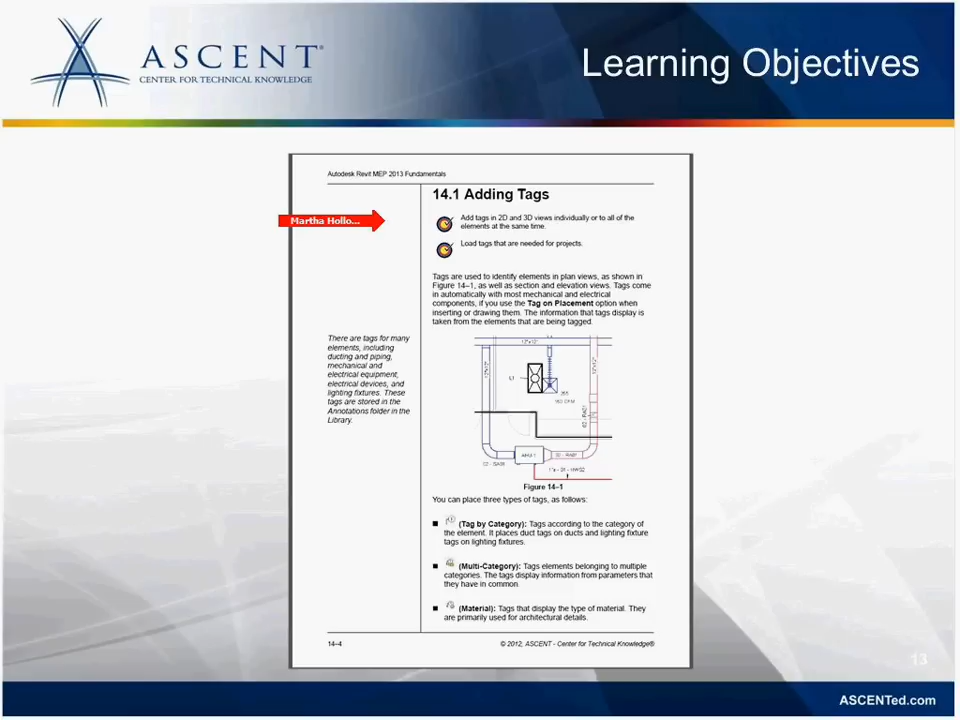 ASCENT
CENTER FOR TECHNICAL KNOWLEDGE
Learning Objectives
Autodesk Revit MEP 2013 Fundamentals
14.1 Adding Tags
Martha Hollo...
Add tags in 2D and 3D views individually or to all of the
elements at the same time.
Load tags that are needed for projects.
Tags are used to identify elements in plan views, as shown in
Figure 14–1, as well as section and elevation views. Tags come
in automatically with most mechanical and electrical
components, if you use the Tag on Placement option when
inserting or drawing them. The information that tags display is
taken from the elements that are being tagged.
There are tags for many
elements, including
ducting and piping,
mechanical and
electrical equipment,
electrical devices, and
lighting fixtures. These
tags are stored in the
Annotations folder in the
Library.
12"x12"
12"x12"
12"x12"
L1
AHU 1
Figure 14–1
You can place three types of tags, as follows:
■ (Tag by Category): Tags according to the category of
the element. It places duct tags on ducts and lighting fixture
tags on lighting fixtures.
■ (Multi-Category): Tags elements belonging to multiple
categories. The tags display information from parameters that
they have in common
■ (Material): Tags that display the type of material. They
are primarily used for architectural details.
14–4
© 2012, ASCENT - Center for Technical Knowledge®
13
ASCENTed.com